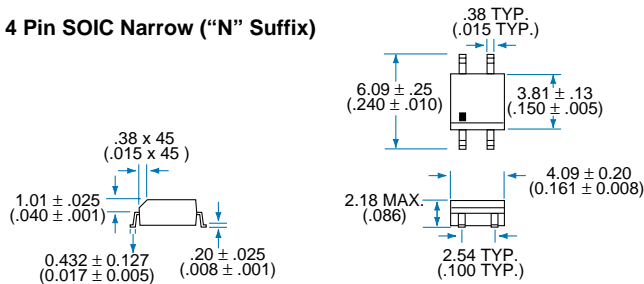 4 Pin SOIC Narrow (“N” Suffix)
.38 TYP.
(.015 TYP.)
6.09 ± .25
(.240 ± .010)
3.81 ± .13
(.150 ± .005)
.38 x 45
(.015 x 45 )
1.01 ± .025
(.040 ± .001)
4.09 ± 0.20
(0.161 ± 0.008)
2.18 MAX.
(.086)
0.432 ± 0.127
(0.017 ± 0.005)
.20 ± .025
(.008 ± .001)
2.54 TYP.
(.100 TYP.)